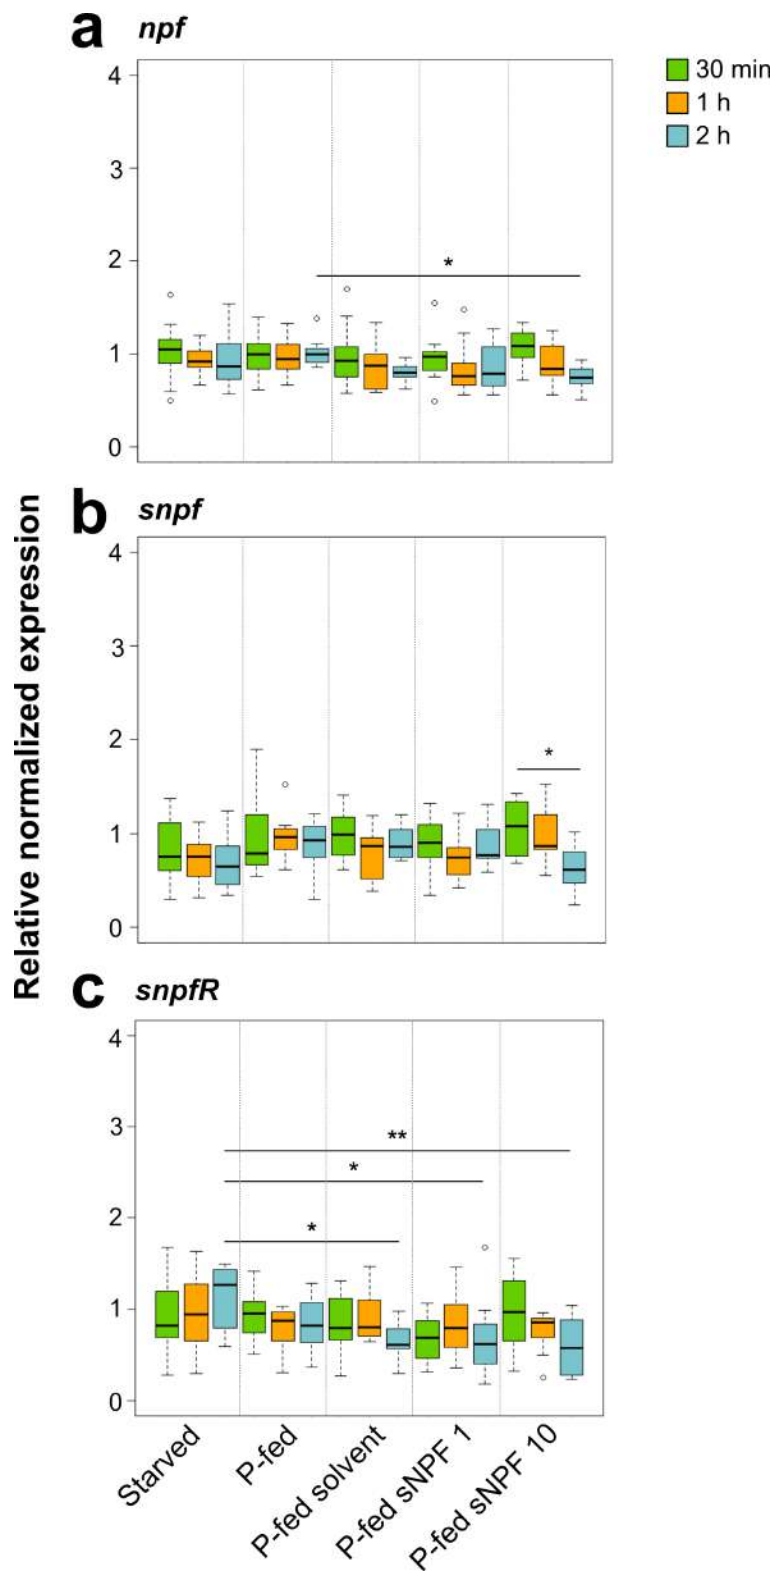 a npf
4
3
2
1
0
*
30 min
1 h
2 h
Relative normalized expression
b snpf
4
3
2
1
0
*
c snpfR
4
3
2
1
0
**
*
*
Starved
P-fed
P-fed solvent
P-fed sNPF 1
P-fed sNPF 10